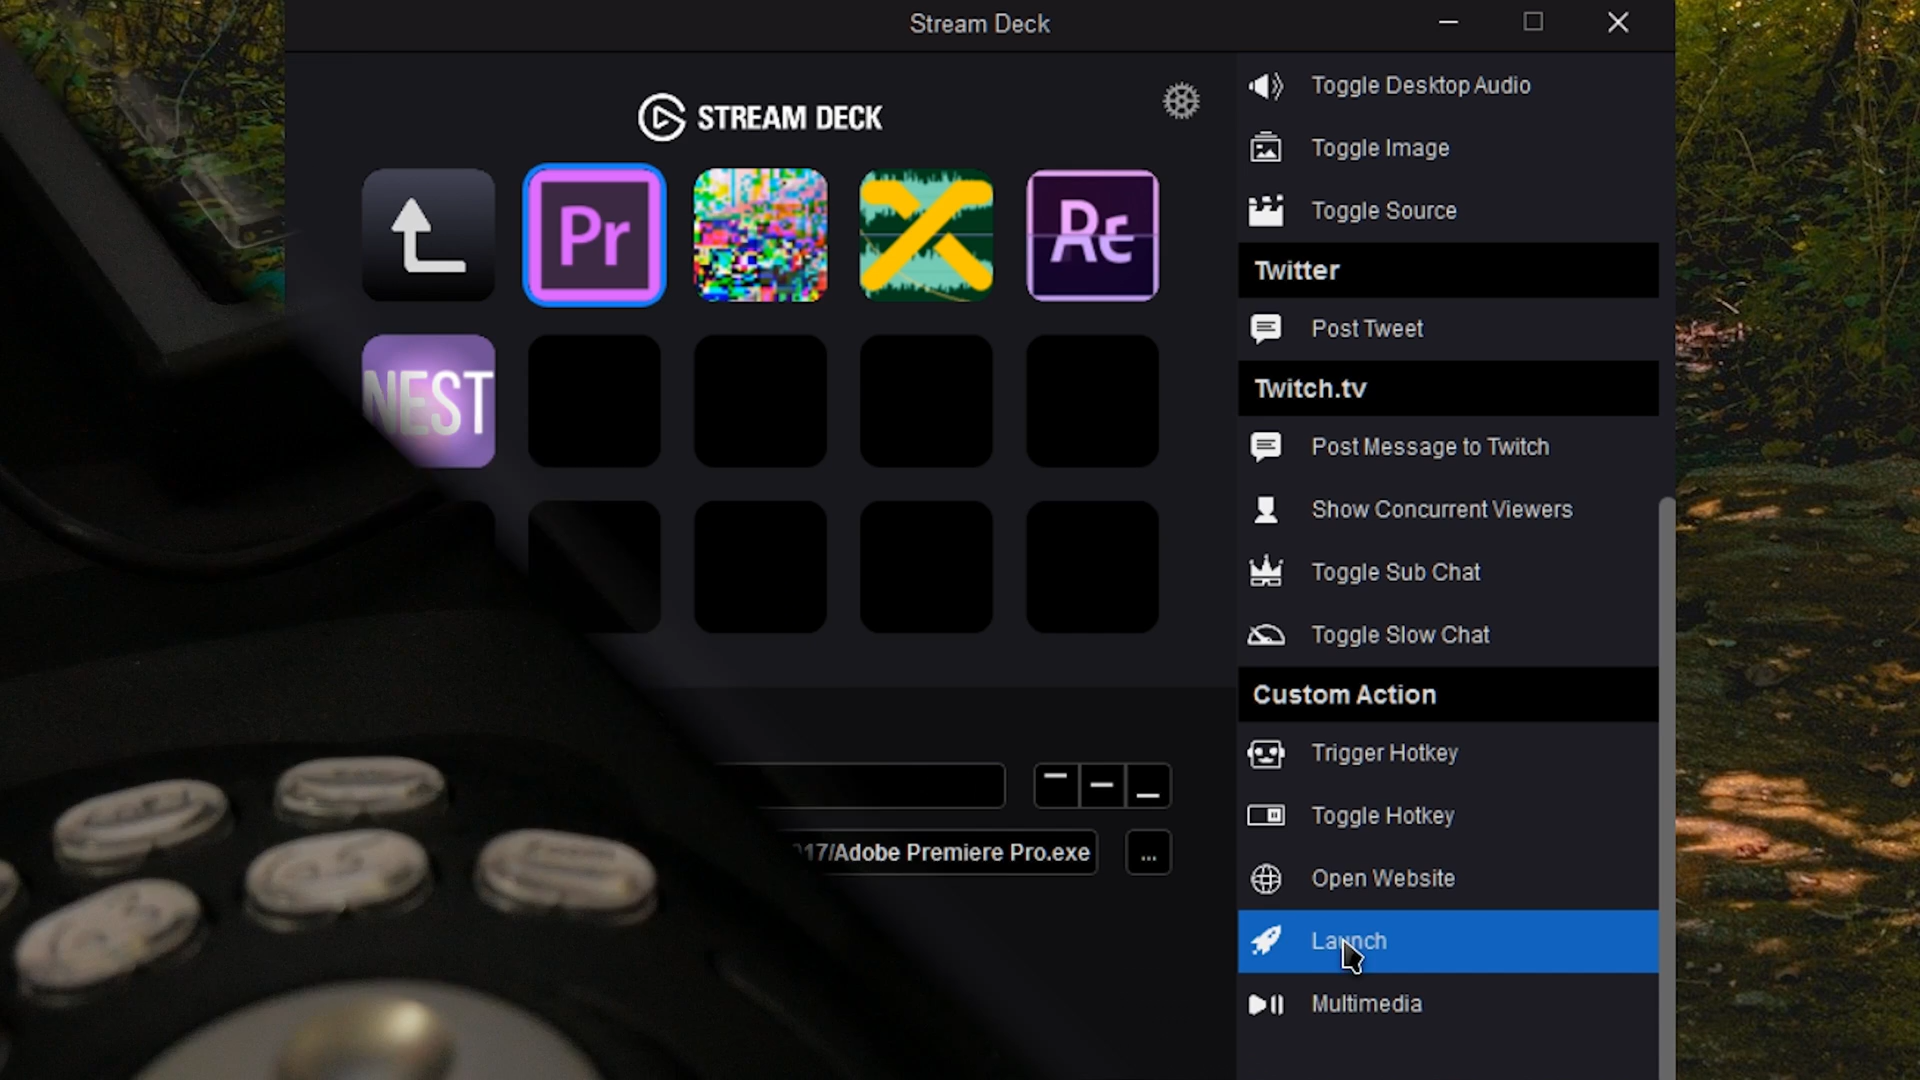 Stream Deck
STREAM DECK
Pr
Re
NEST
17/Adobe Premiere Pro.exe
...
Toggle Desktop Audio
Toggle Image
Toggle Source
Twitter
Post Tweet
Twitch.tv
Post Message to Twitch
Show Concurrent Viewers
Toggle Sub Chat
Toggle Slow Chat
Custom Action
Trigger Hotkey
Toggle Hotkey
Open Website
Launch
Multimedia